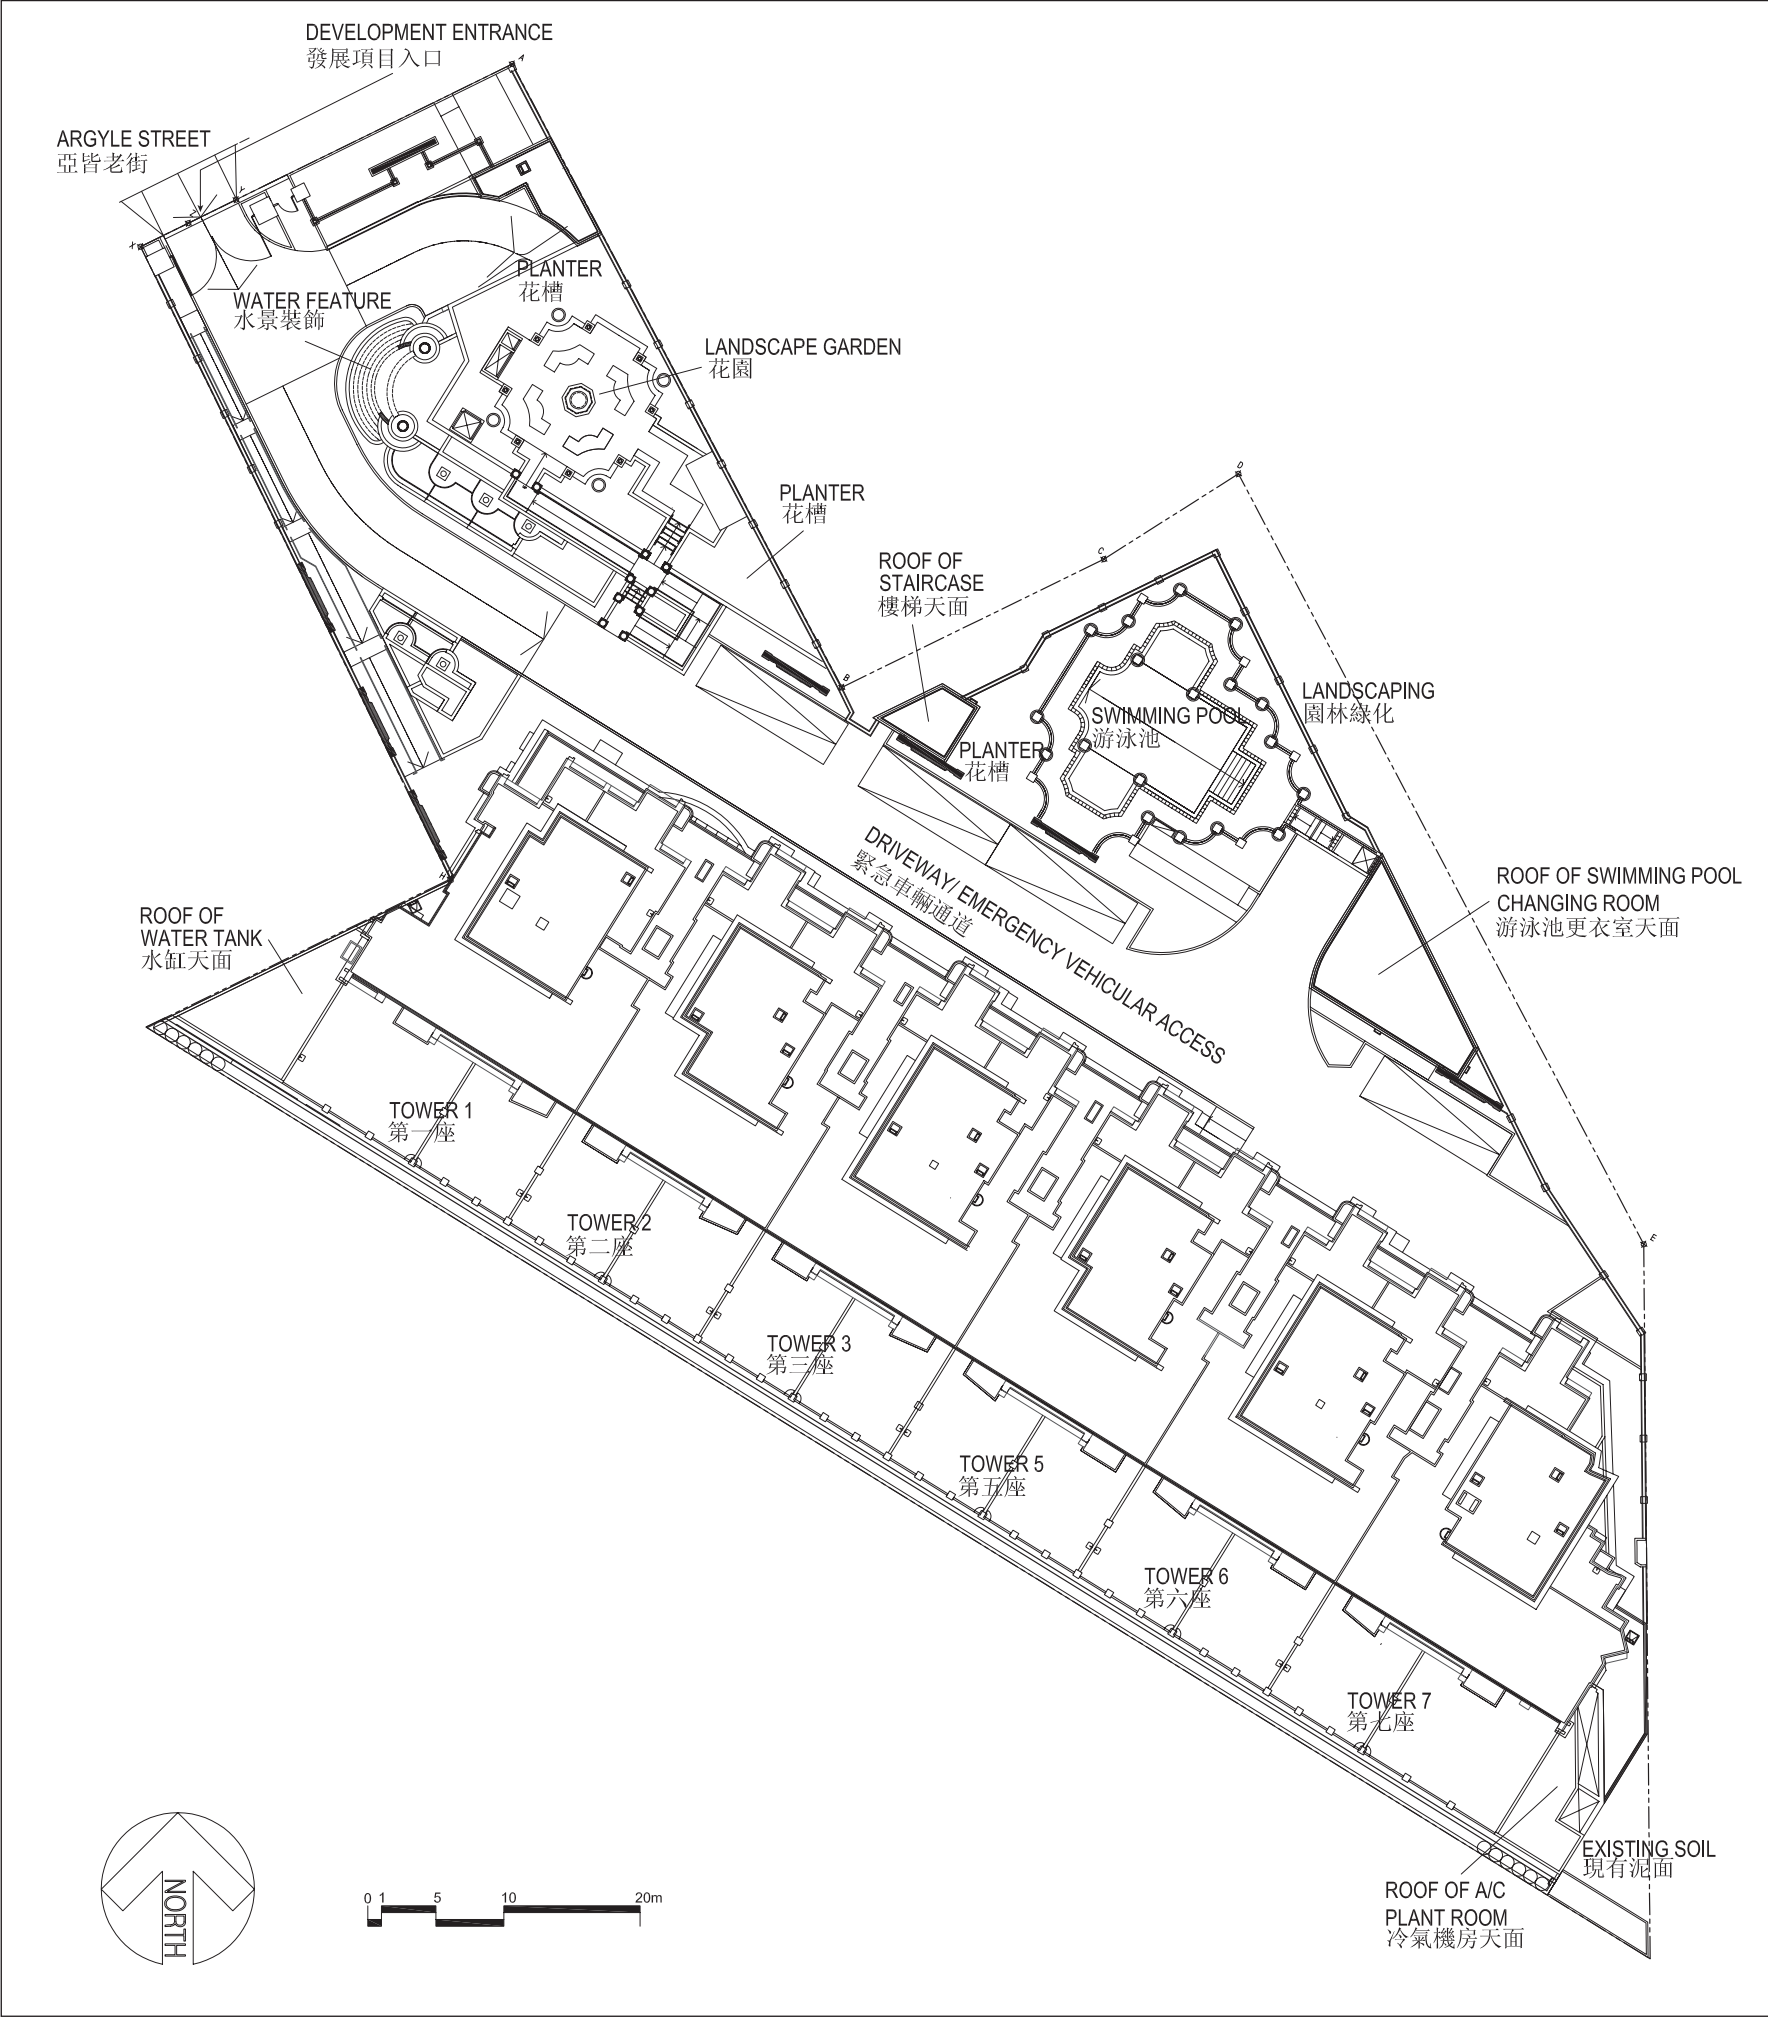 DEVELOPMENT ENTRANCE
發展項目入口
A
ARGYLE STREET
亞皆老街
Y
Z
X
PLANTER
花槽
WATER FEATURE
水景裝飾
LANDSCAPE GARDEN
花園
D
PLANTER
花槽
C
ROOF OF
STAIRCASE
樓梯天面
B
LANDSCAPING
園林綠化
SWIMMING POOL
游泳池
PLANTER
花槽
DRIVEWAY/ EMERGENCY VEHICULAR ACCESS
緊急車輛通道
H
ROOF OF SWIMMING POOL
CHANGING ROOM
游泳池更衣室天面
ROOF OF
WATER TANK
水缸天面
TOWER 1
第一座
TOWER 2
第二座
E
TOWER 3
第三座
TOWER 5
第五座
TOWER 6
第六座
TOWER 7
第七座
EXISTING SOIL
現有泥面
ROOF OF A/C
PLANT ROOM
冷氣機房天面
NORTH
0 1 5 10 20m